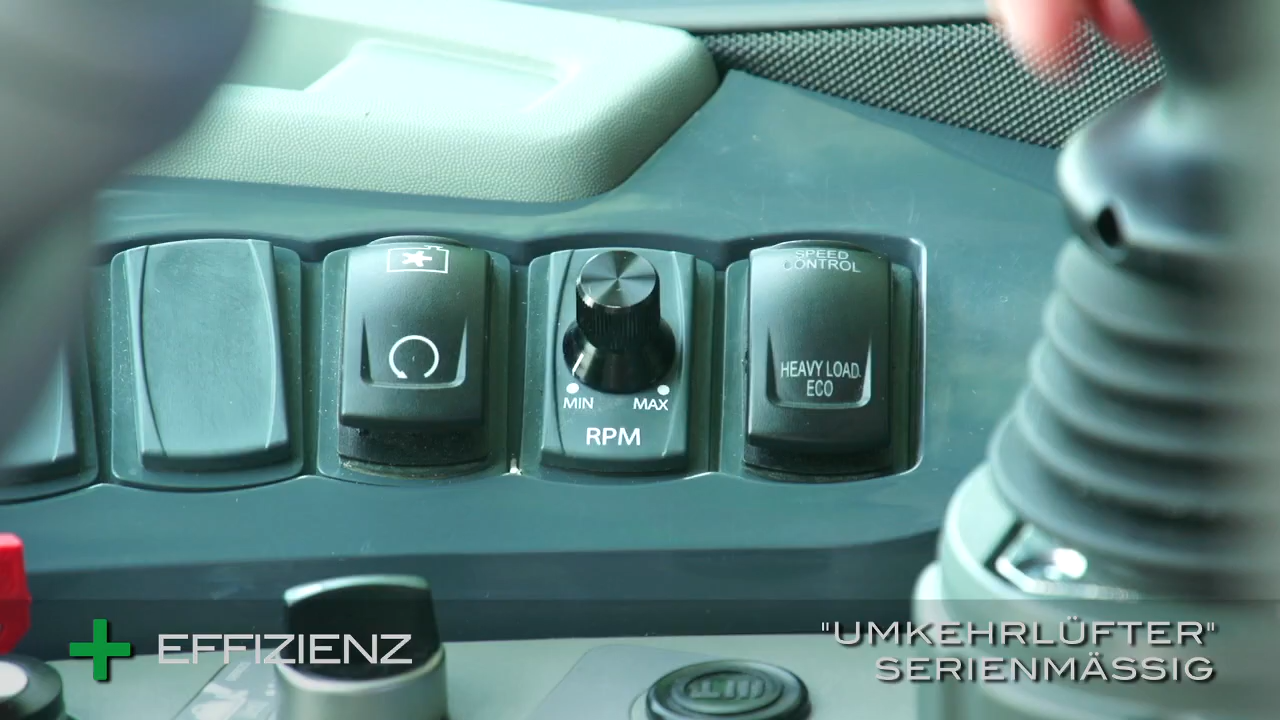 SPEED
CONTROL
HEAVY LOAD
ECO
MIN MAX
RPM
EFFIZIENZ
"UMKEHRLÜFTER"
SERIENMÄSSIG